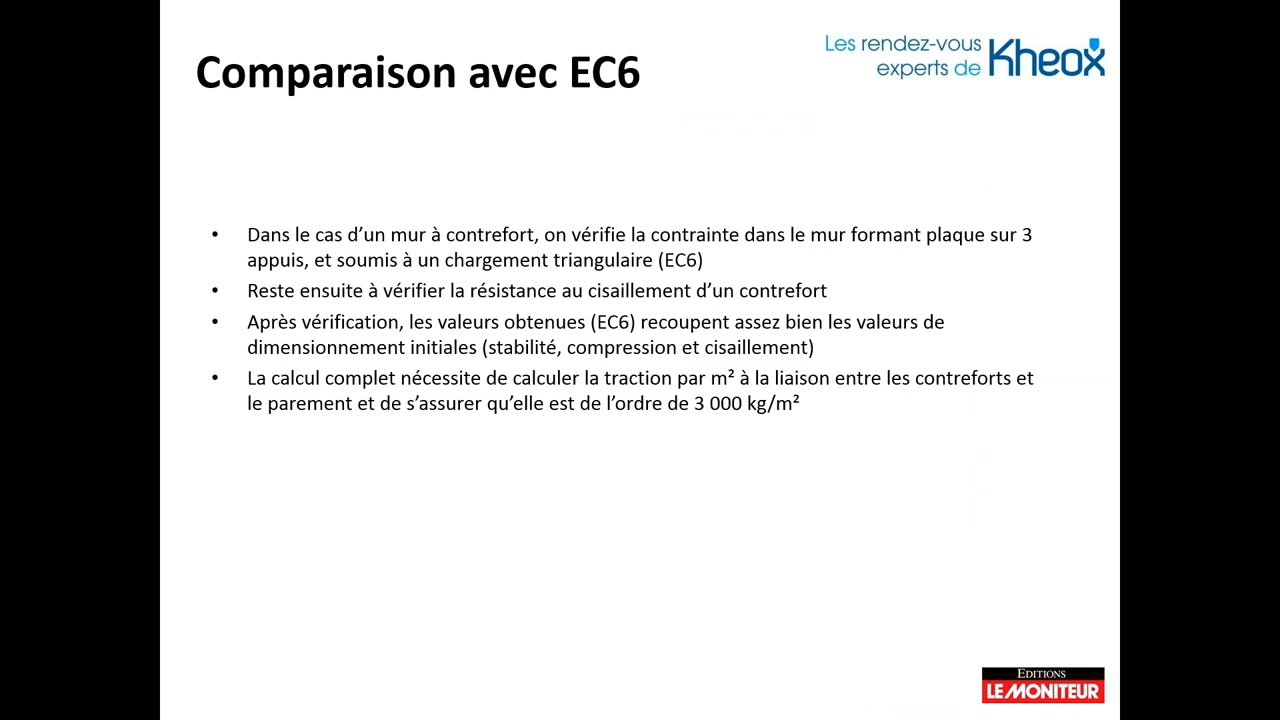 Comparaison avec EC6
Les rendez-vous
experts de Kheox
• Dans le cas d’un mur à contrefort, on vérifie la contrainte dans le mur formant plaque sur 3
appuis, et soumis à un chargement triangulaire (EC6)
• Reste ensuite à vérifier la résistance au cisaillement d’un contrefort
• Après vérification, les valeurs obtenues (EC6) recoupent assez bien les valeurs de
dimensionnement initiales (stabilité, compression et cisaillement)
• La calcul complet nécessite de calculer la traction par m² à la liaison entre les contreforts et
le parement et de s’assurer qu’elle est de l’ordre de 3 000 kg/m²
EDITIONS
LE MONITEUR